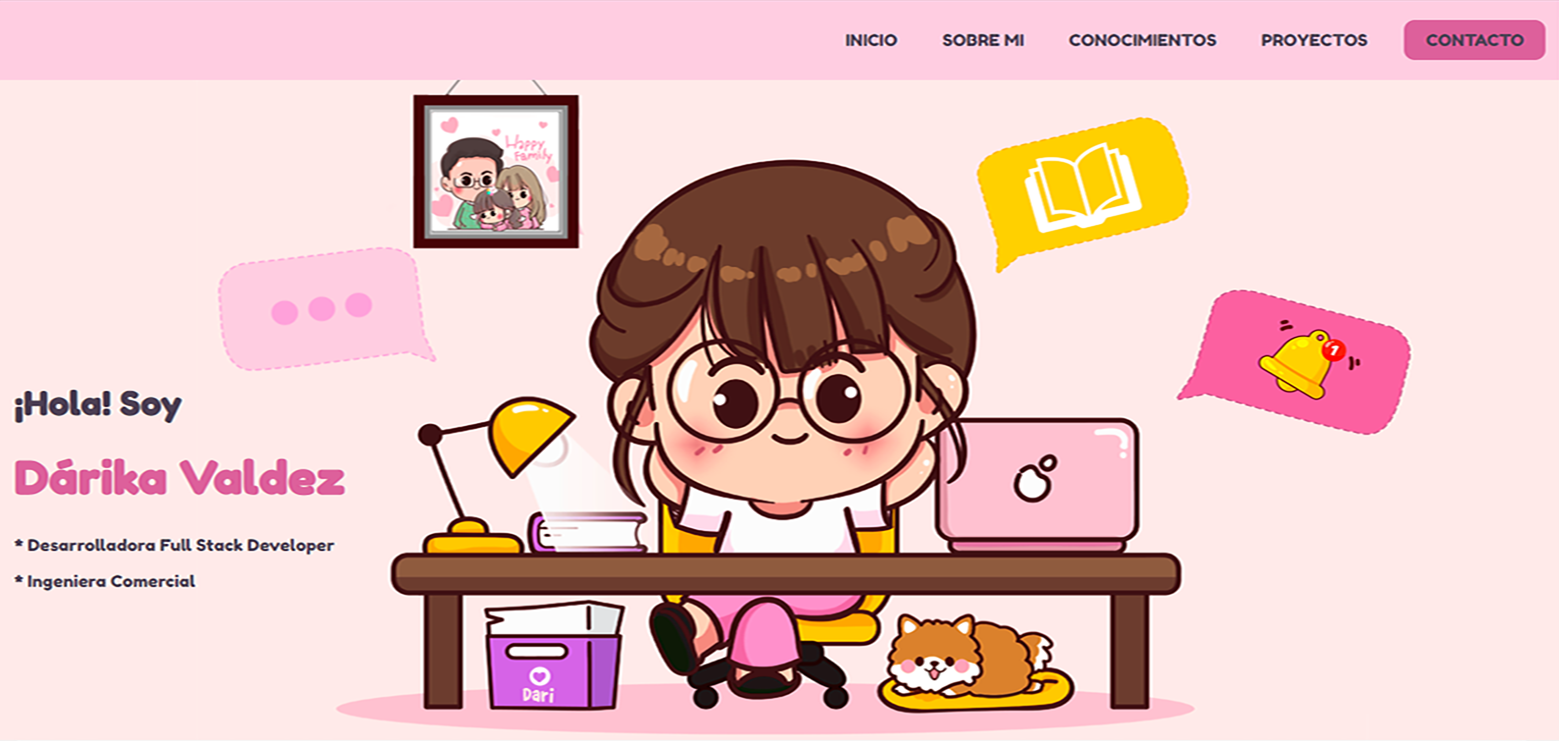 INICIO SOBRE MI CONOCIMIENTOS PROYECTOS CONTACTO
Happy
Family
1
¡Hola! Soy
Dárika Valdez
* Desarrolladora Full Stack Developer
* Ingeniera Comercial
Dari